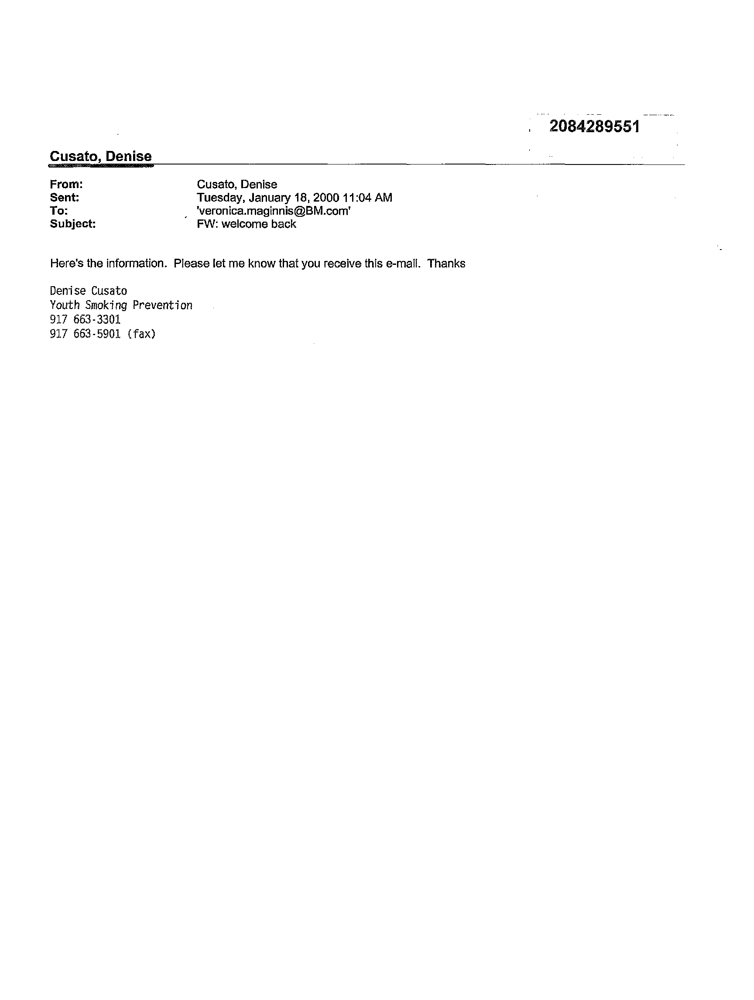 2084289551
Cusato, Denise
From: Cusato, Denise
Sent: Tuesday, January 18, 2000 11:04 AM
To: 'veronica.maginnis@BM.com'
Subject: FW: welcome back
Here's the information. Please let me know that you receive this e-mail. Thanks
Denise Cusato
Youth Smoking Prevention
917 663-3301
917 663-5901 (fax)